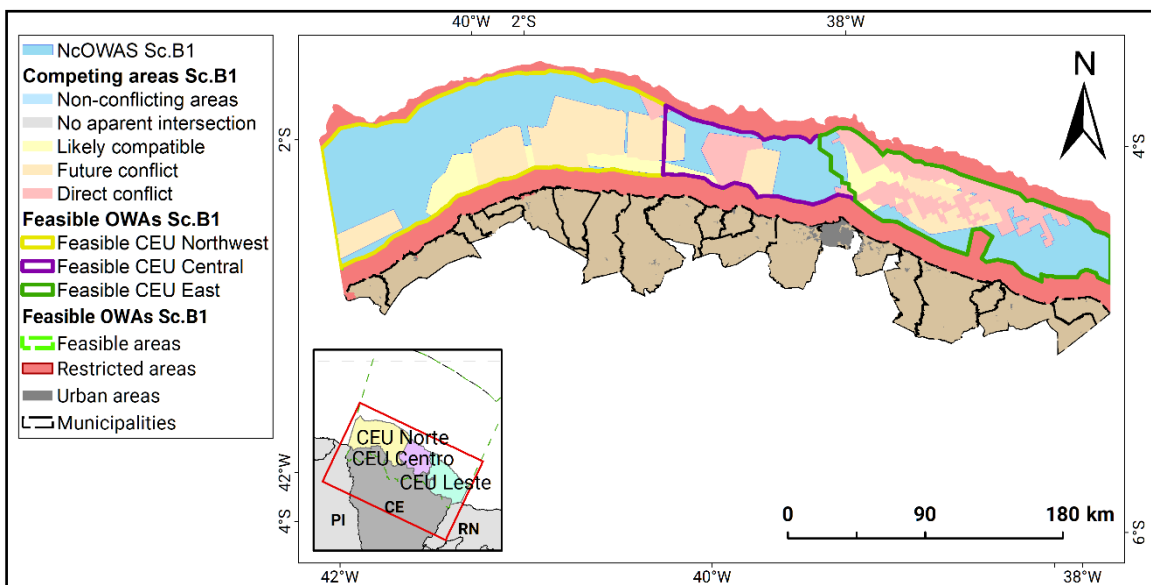 40°W 2°S 38°W
NcOWAS Sc.B1
Competing areas Sc.B1
Non-conflicting areas
No aparent intersection
Likely compatible
Future conflict
Direct conflict
Feasible OWAs Sc.B1
Feasible CEU Northwest
Feasible CEU Central
Feasible CEU East
Feasible OWAs Sc.B1
Feasible areas
Restricted areas
Urban areas
Municipalities
N
2°S
4°S
CEU Norte
CEU Centro
CEU Leste
CE
PI
RN
42°W
4°S
0 90 180 km
6°S
42°W 40°W 38°W